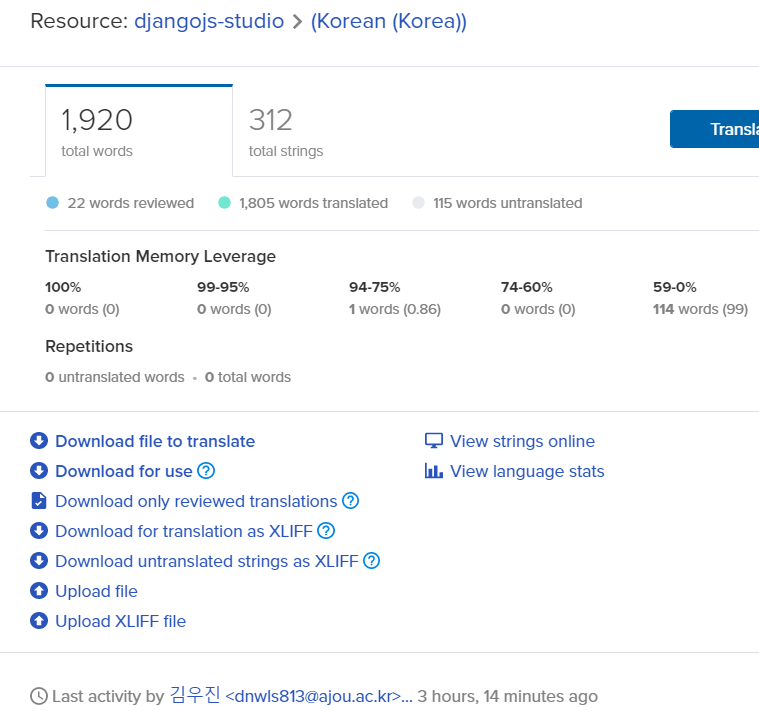 Resource: djangojs-studio > (Korean (Korea))
1,920
total words
312
total strings
Transla
22 words reviewed
1,805 words translated
115 words untranslated
Translation Memory Leverage
100%
0 words (0)
99-95%
0 words (0)
94-75%
1 words (0.86)
74-60%
0 words (0)
59-0%
114 words (99)
Repetitions
0 untranslated words • 0 total words
Download file to translate
Download for use ?
Download only reviewed translations ?
Download for translation as XLIFF ?
Download untranslated strings as XLIFF ?
Upload file
Upload XLIFF file
View strings online
View language stats
Last activity by 김우진 <dnwls813@ajou.ac.kr>... 3 hours, 14 minutes ago